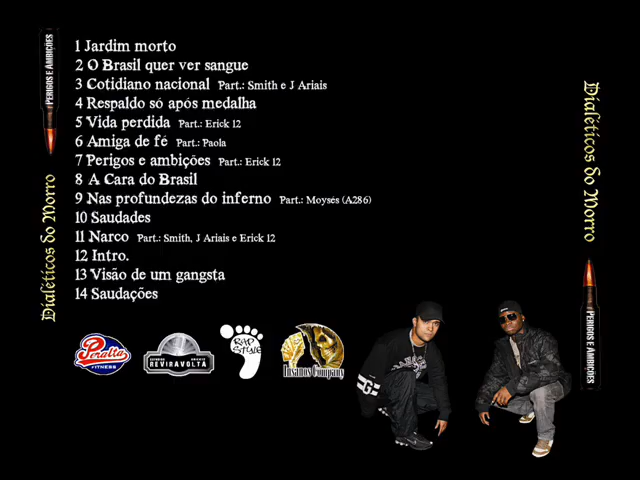 1 Jardim morto
2 O Brasil quer ver sangue
3 Cotidiano nacional Part.: Smith e J Ariais
4 Respaldo só após medalha
5 Vida perdida Part.: Erick 12
6 Amiga de fé Part.: Paola
7 Perigos e ambições Part.: Erick 12
8 A Cara do Brasil
9 Nas profundezas do inferno Part.: Moysés (A286)
10 Saudades
11 Narco Part.: Smith, J Ariais e Erick 12
12 Intro.
13 Visão de um gangsta
14 Saudações
Perigos e Ambições
Dialéticos do Morro
Dialéticos do Morro
Perigos e Ambições
Peralta
FITNESS
REVIRAVOLTA
RAP
STYLE
Insanos Company
G